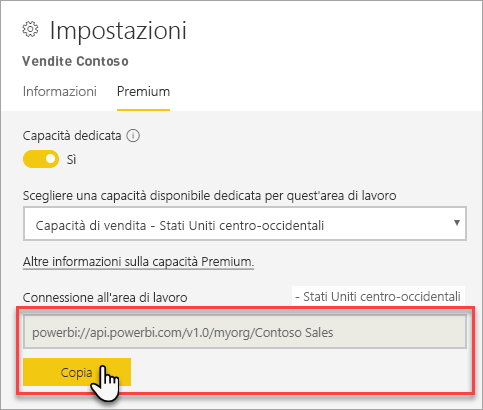 Impostazioni
Vendite Contoso
Informazioni Premium
Capacità dedicata
Sì
Scegliere una capacità disponibile dedicata per quest'area di lavoro
Capacità di vendita - Stati Uniti centro-occidentali
Altre informazioni sulla capacità Premium.
Connessione all'area di lavoro - Stati Uniti centro-occidentali
powerbi://api.powerbi.com/v1.0/myorg/Contoso Sales
Copia